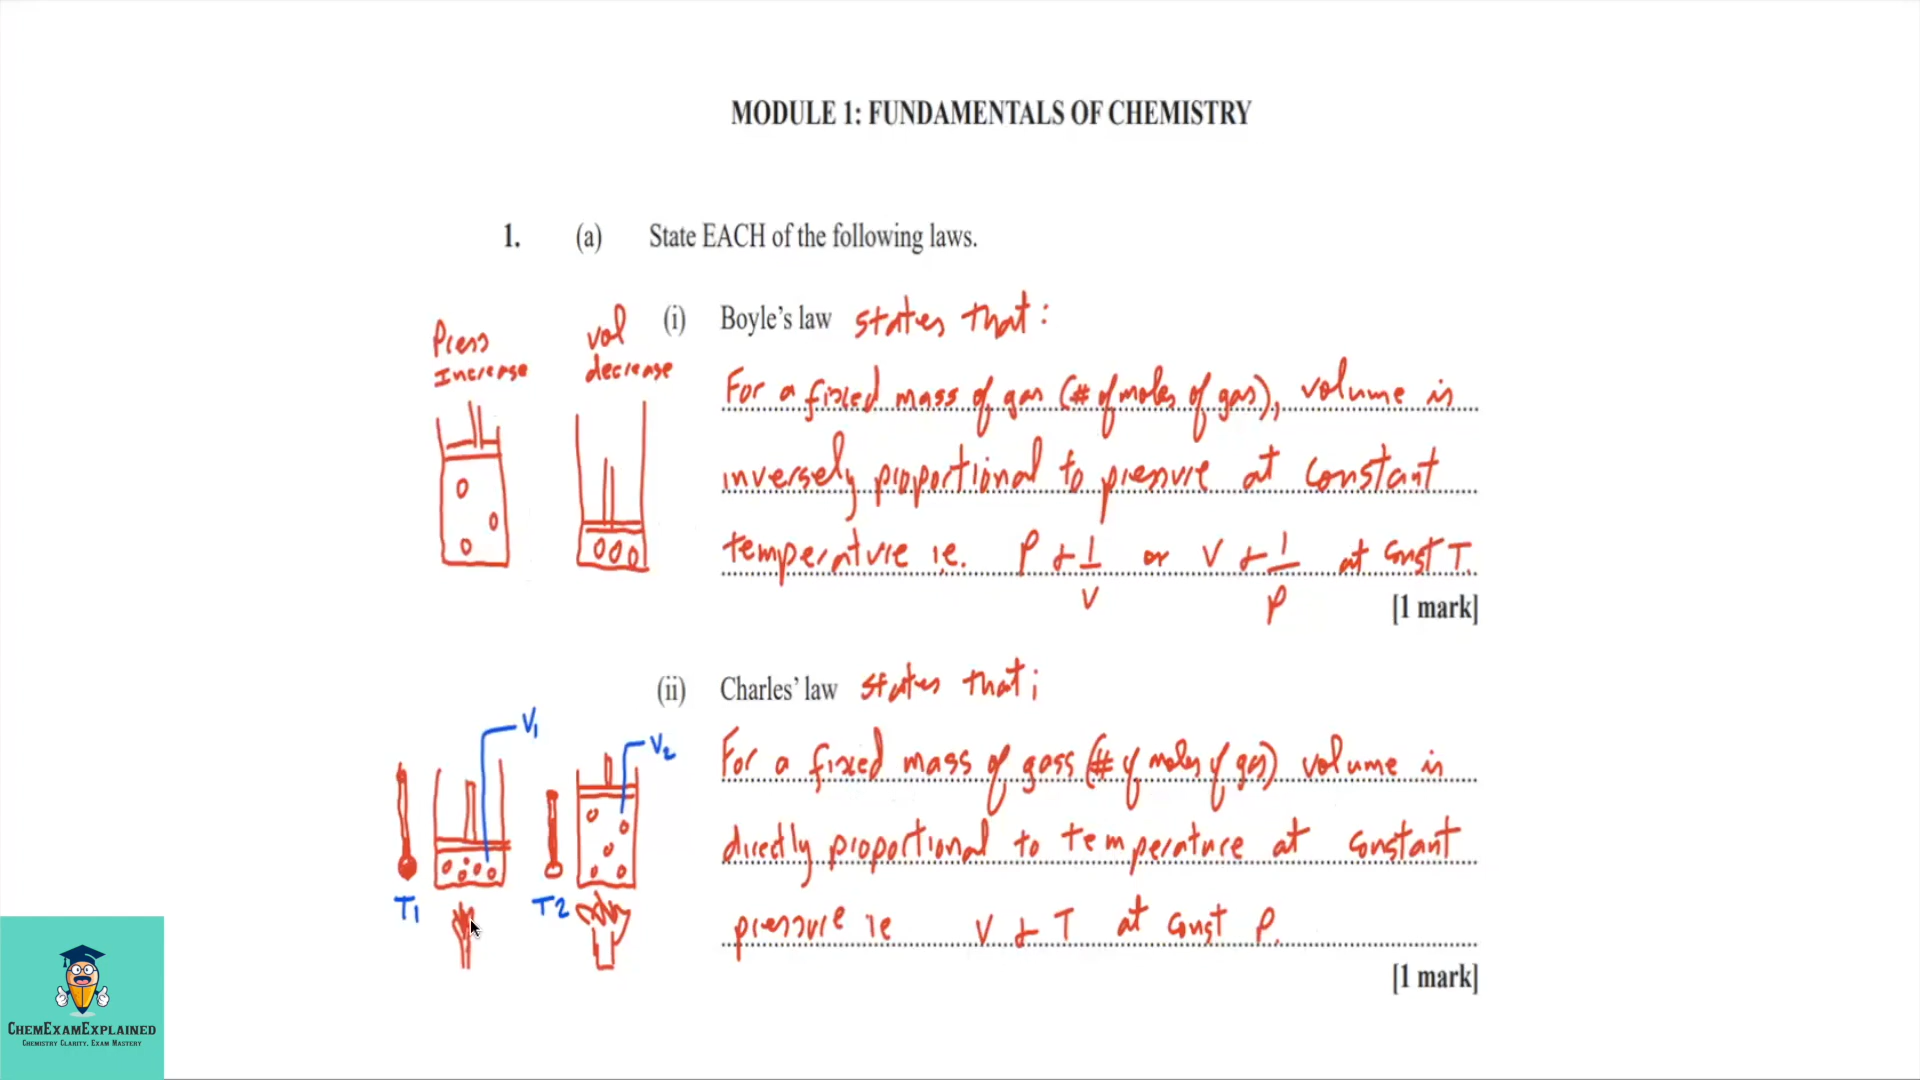 MODULE 1: FUNDAMENTALS OF CHEMISTRY
1. (a) State EACH of the following laws.
(i) Boyle's law states that:
Press
Increase
vol
decrease
For a fixed mass of gas (# of moles of gas), volume is
inversely proportional to pressure at constant
temperature i.e. P ∝ 1/V or V ∝ 1/P at const T.
[1 mark]
(ii) Charles' law states that;
V1
V2
T1
T2
For a fixed mass of gass (# of moles of gas) volume is
directly proportional to temperature at constant
pressure ie V ∝ T at const P.
[1 mark]
CHEMEXAMEXPLAINED
CHEMISTRY CLARITY, EXAM MASTERY